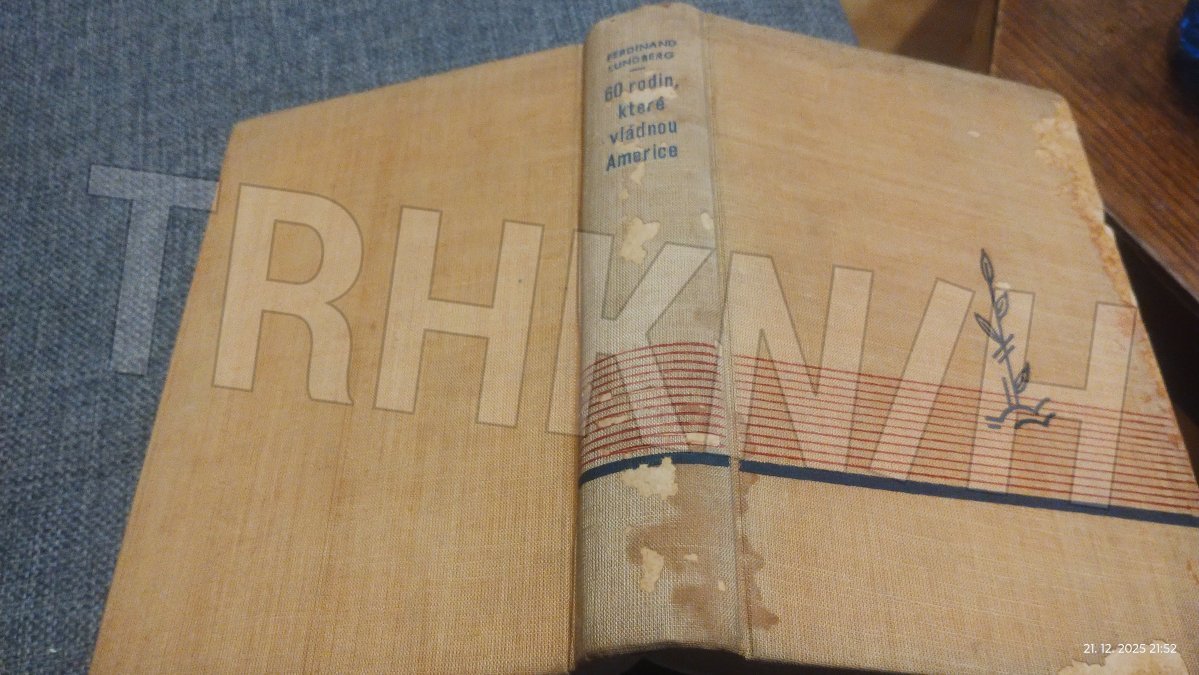 FERDINAND
LUNDBERG
60 rodin,
které
vládnou
Americe
TRHKNIH
21. 12. 2025 21:52